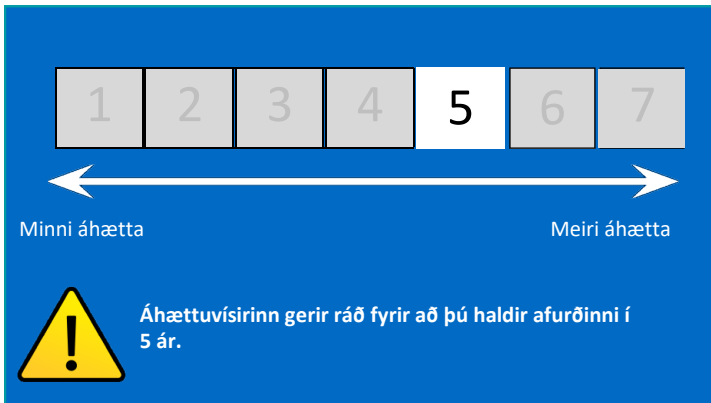 1 2 3 4 5 6 7
Minni áhætta Meiri áhætta
Áhættuvísirinn gerir ráð fyrir að þú haldir afurðinni í
5 ár.